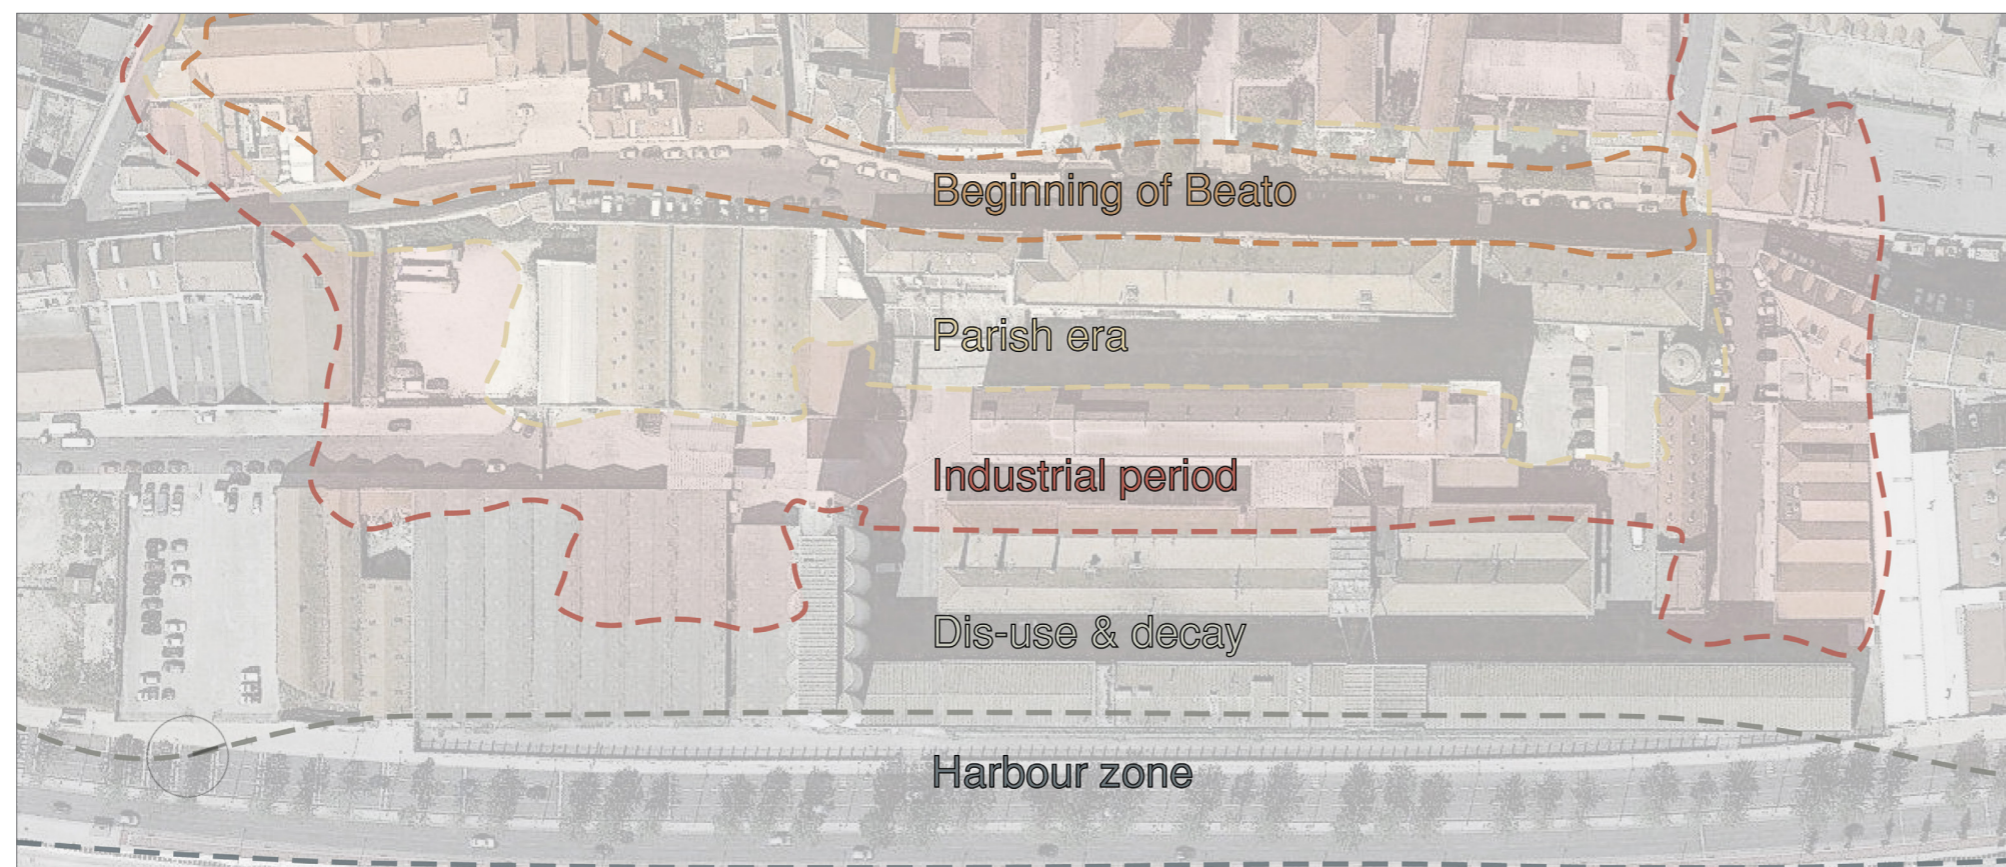 Beginning of Beato
Parish era
Industrial period
Dis-use & decay
Harbour zone